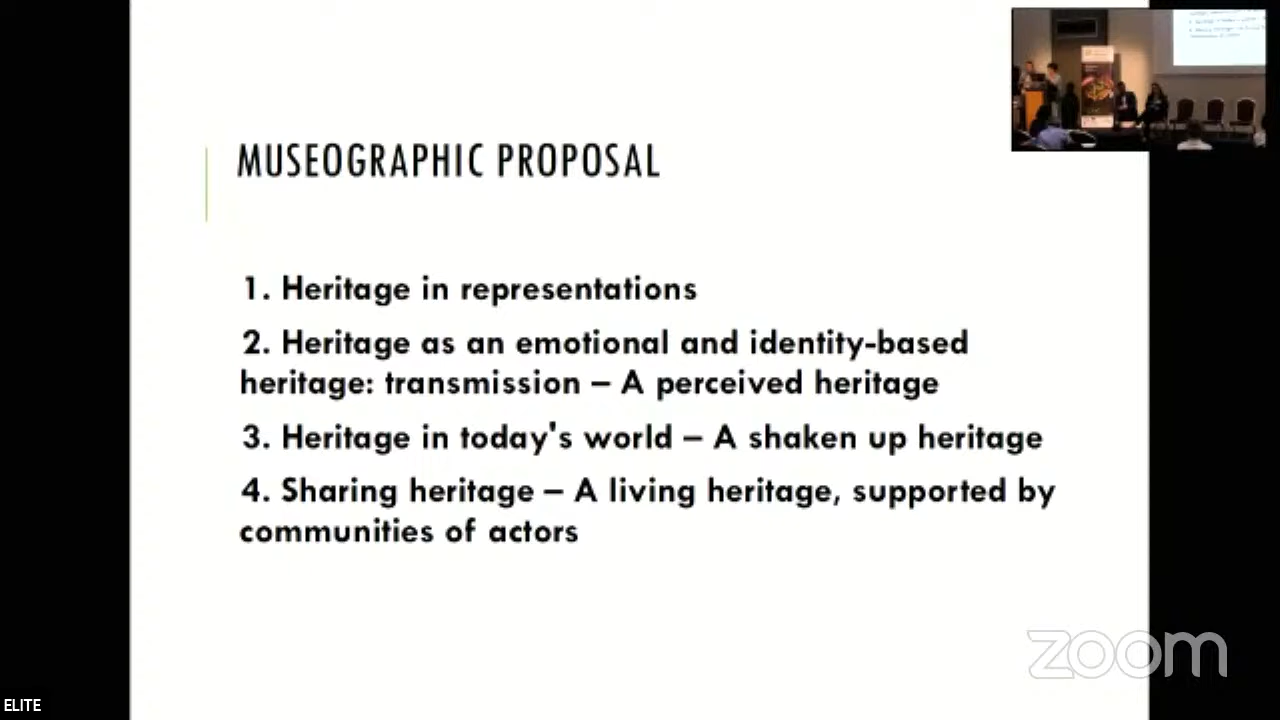 MUSEOGRAPHIC PROPOSAL
1. Heritage in representations
2. Heritage as an emotional and identity-based
heritage: transmission – A perceived heritage
3. Heritage in today's world – A shaken up heritage
4. Sharing heritage – A living heritage, supported by
communities of actors
zoom
ELITE